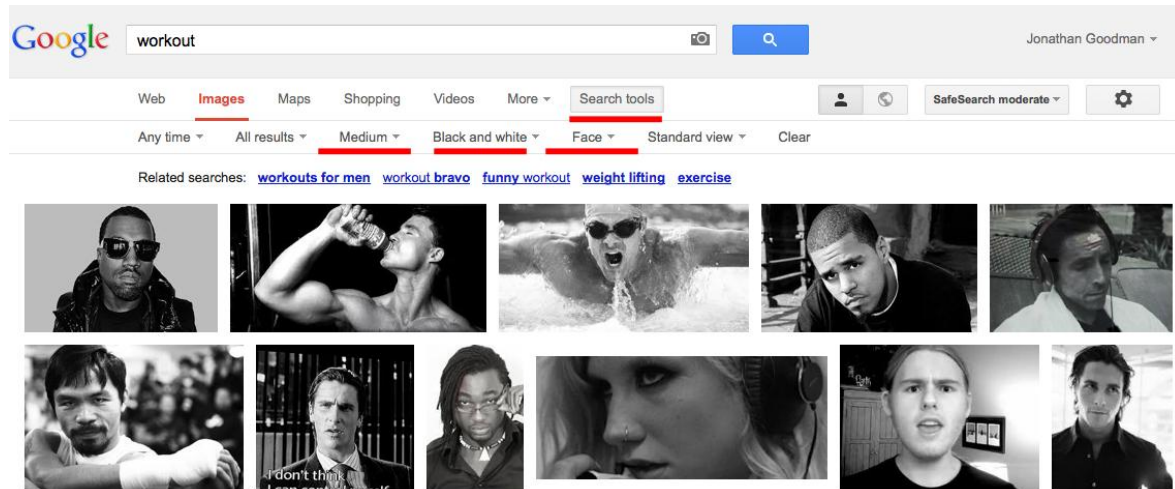 Google workout Jonathan Goodman
Web Images Maps Shopping Videos More Search tools SafeSearch moderate
Any time All results Medium Black and white Face Standard view Clear
Related searches: workouts for men workout bravo funny workout weight lifting exercise
I don't think
I can control